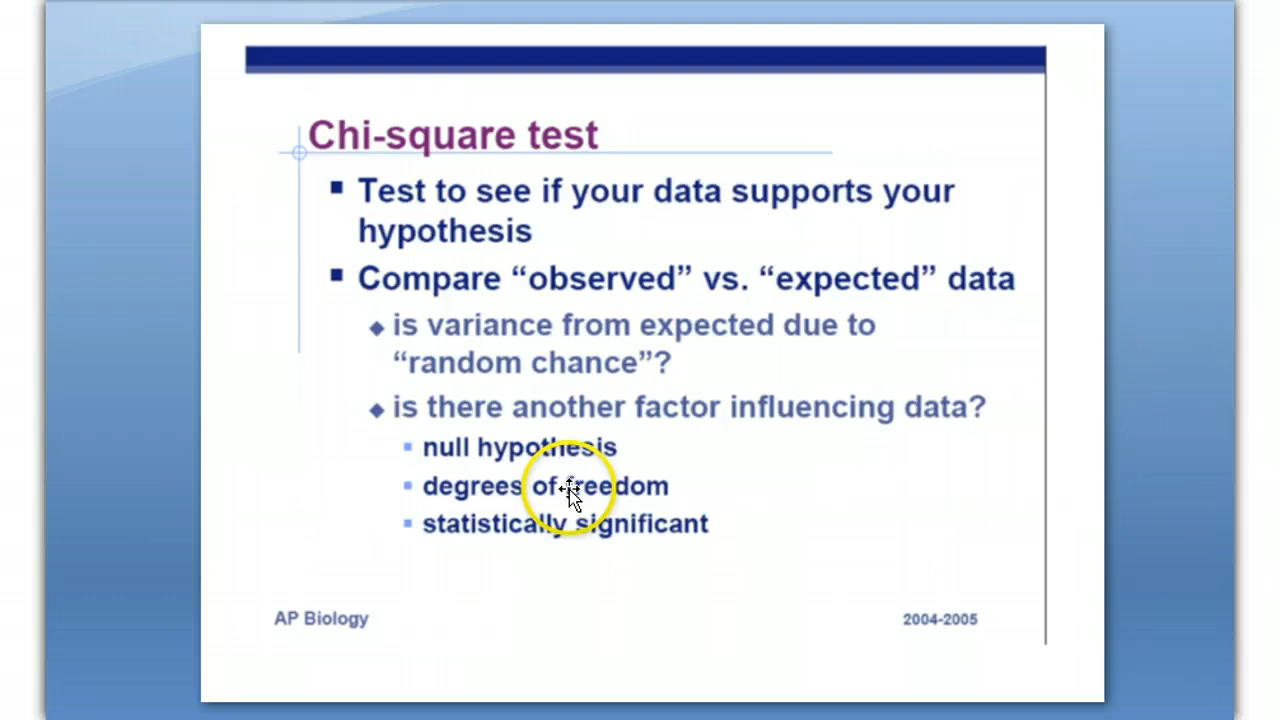 Chi-square test
Test to see if your data supports your
hypothesis
Compare “observed” vs. “expected” data
is variance from expected due to
“random chance”?
is there another factor influencing data?
null hypothesis
degrees of freedom
statistically significant
AP Biology
2004-2005